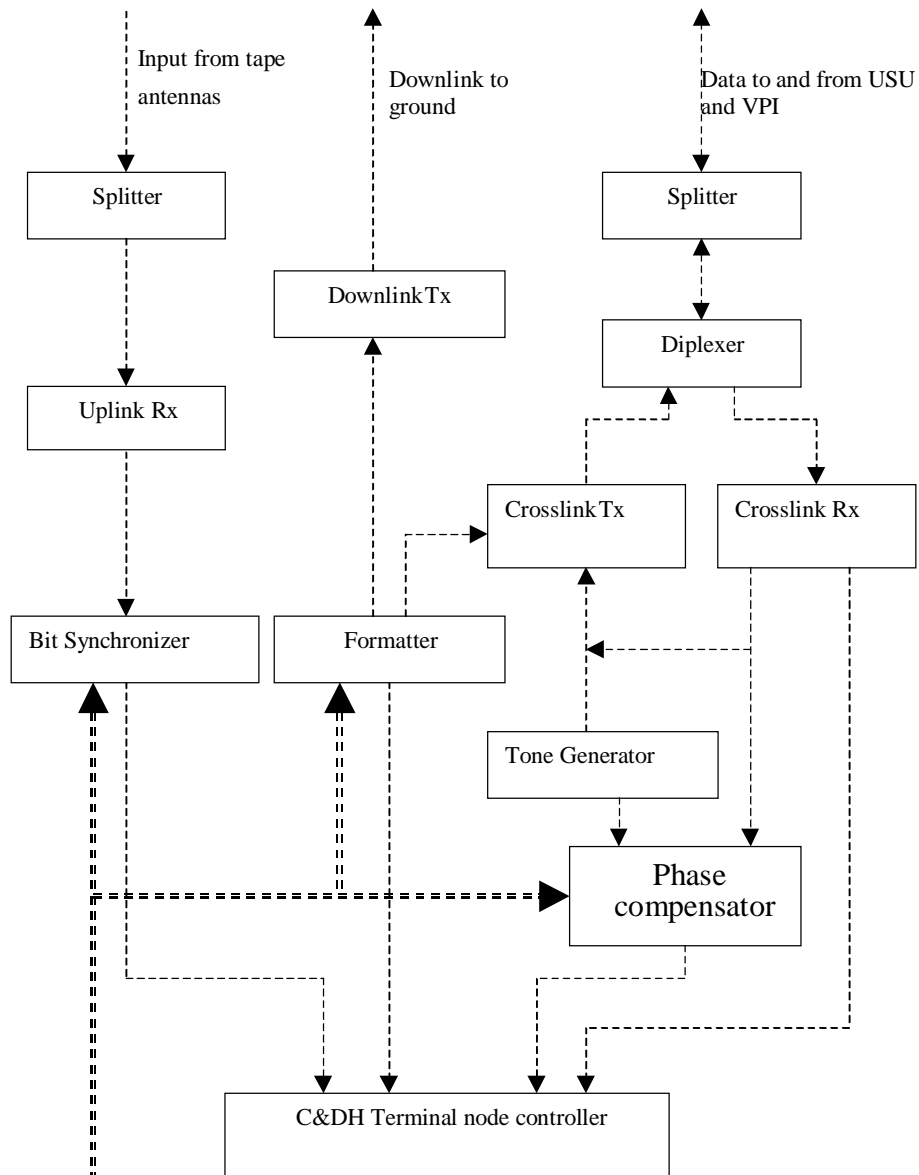 Input from tape
antennas
Downlink to
ground
Data to and from USU
and VPI
Splitter
Splitter
DownlinkTx
Diplexer
Uplink Rx
CrosslinkTx
Crosslink Rx
Bit Synchronizer
Formatter
Tone Generator
Phase
compensator
C&DH Terminal node controller